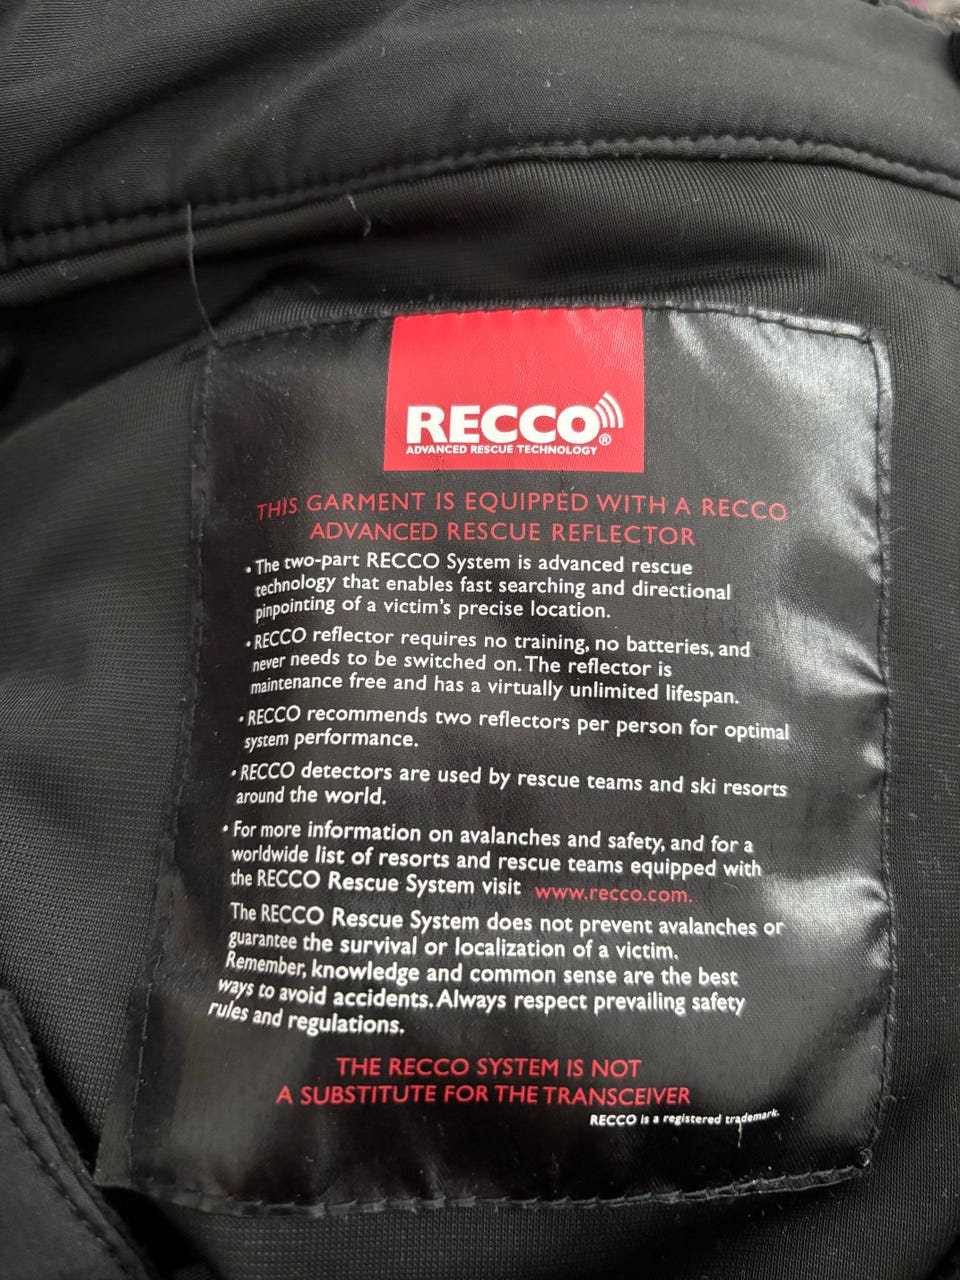 RECCO®
ADVANCED RESCUE TECHNOLOGY
THIS GARMENT IS EQUIPPED WITH A RECCO
ADVANCED RESCUE REFLECTOR
• The two-part RECCO System is advanced rescue
technology that enables fast searching and directional
pinpointing of a victim's precise location.
• RECCO reflector requires no training, no batteries, and
never needs to be switched on. The reflector is
maintenance free and has a virtually unlimited lifespan.
• RECCO recommends two reflectors per person for optimal
system performance.
• RECCO detectors are used by rescue teams and ski resorts
around the world.
• For more information on avalanches and safety, and for a
worldwide list of resorts and rescue teams equipped with
the RECCO Rescue System visit www.recco.com.
The RECCO Rescue System does not prevent avalanches or
guarantee the survival or localization of a victim.
Remember, knowledge and common sense are the best
ways to avoid accidents. Always respect prevailing safety
rules and regulations.
THE RECCO SYSTEM IS NOT
A SUBSTITUTE FOR THE TRANSCEIVER
RECCO is a registered trademark.